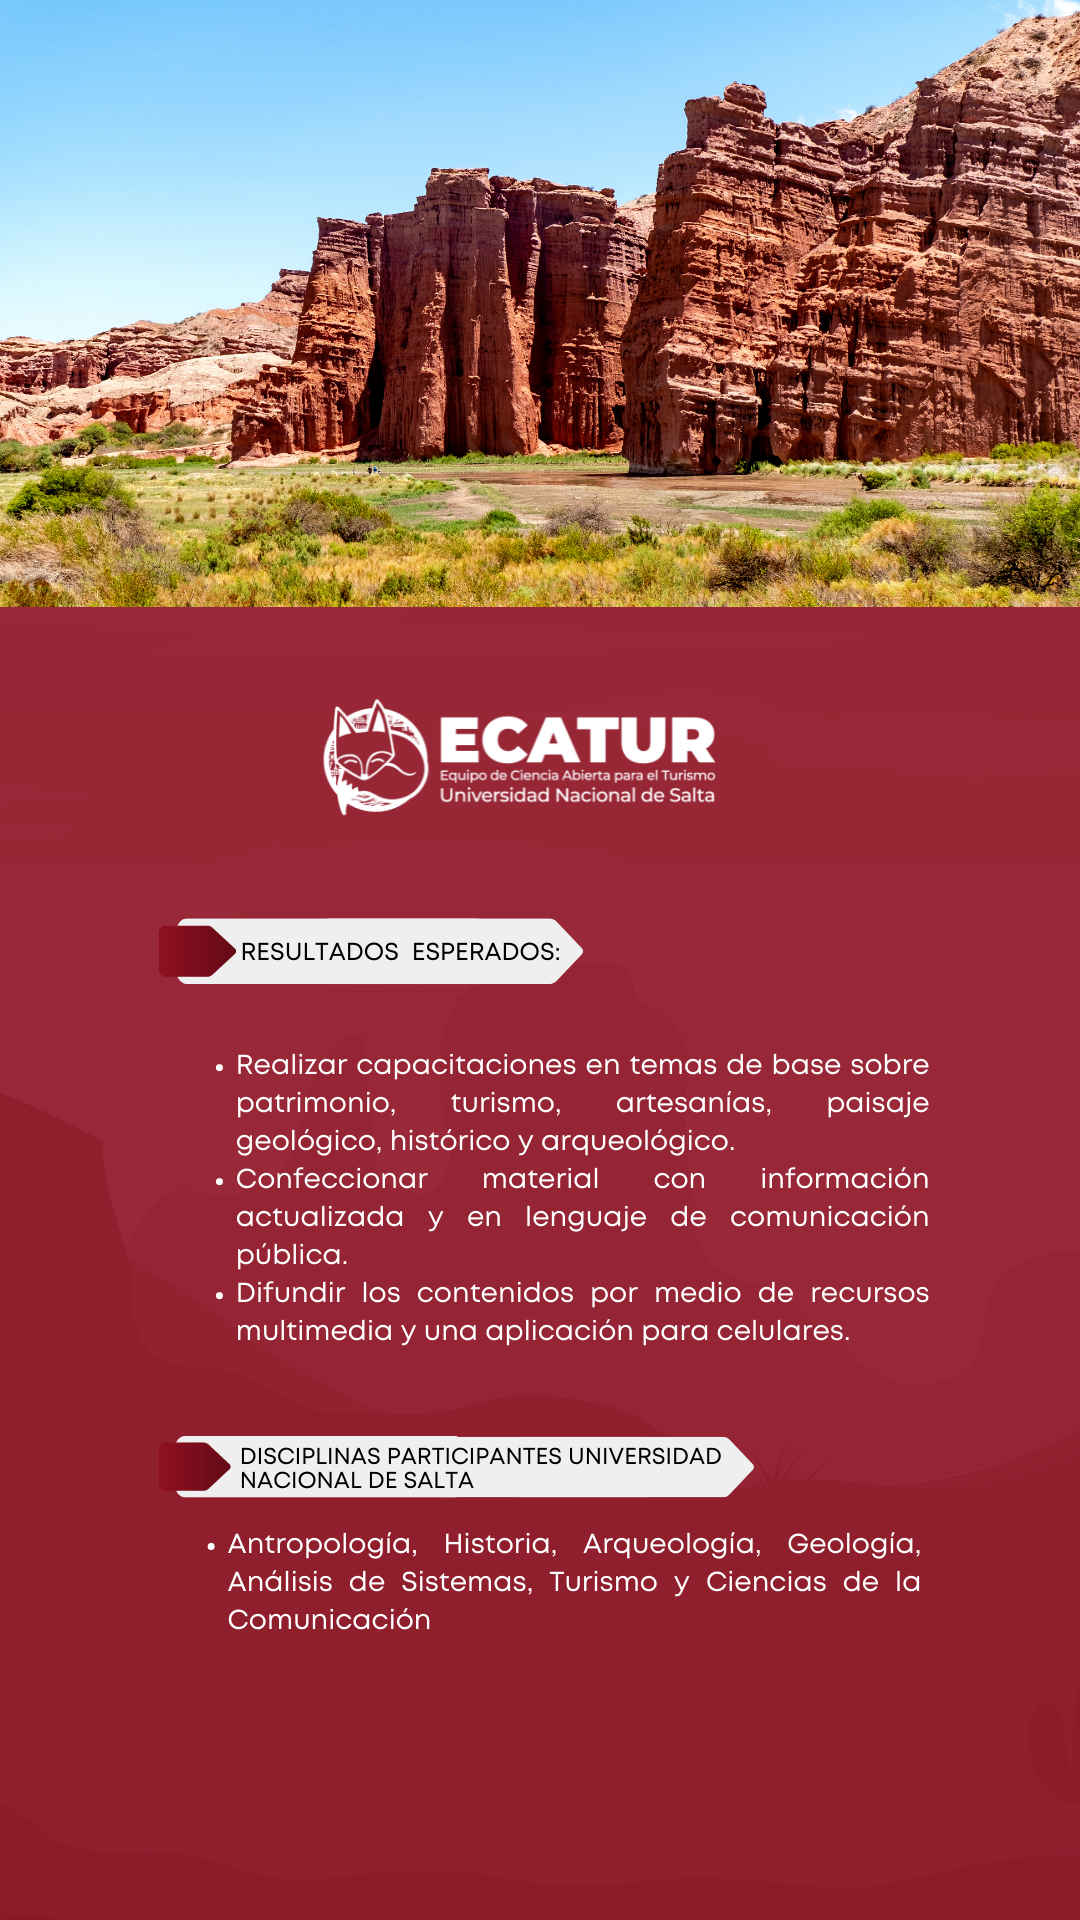 ECATUR
Equipo de Ciencia Abierta para el Turismo
Universidad Nacional de Salta
RESULTADOS ESPERADOS:
• Realizar capacitaciones en temas de base sobre
patrimonio, turismo, artesanías, paisaje
geológico, histórico y arqueológico.
• Confeccionar material con información
actualizada y en lenguaje de comunicación
pública.
• Difundir los contenidos por medio de recursos
multimedia y una aplicación para celulares.
DISCIPLINAS PARTICIPANTES UNIVERSIDAD
NACIONAL DE SALTA
• Antropología, Historia, Arqueología, Geología,
Análisis de Sistemas, Turismo y Ciencias de la
Comunicación